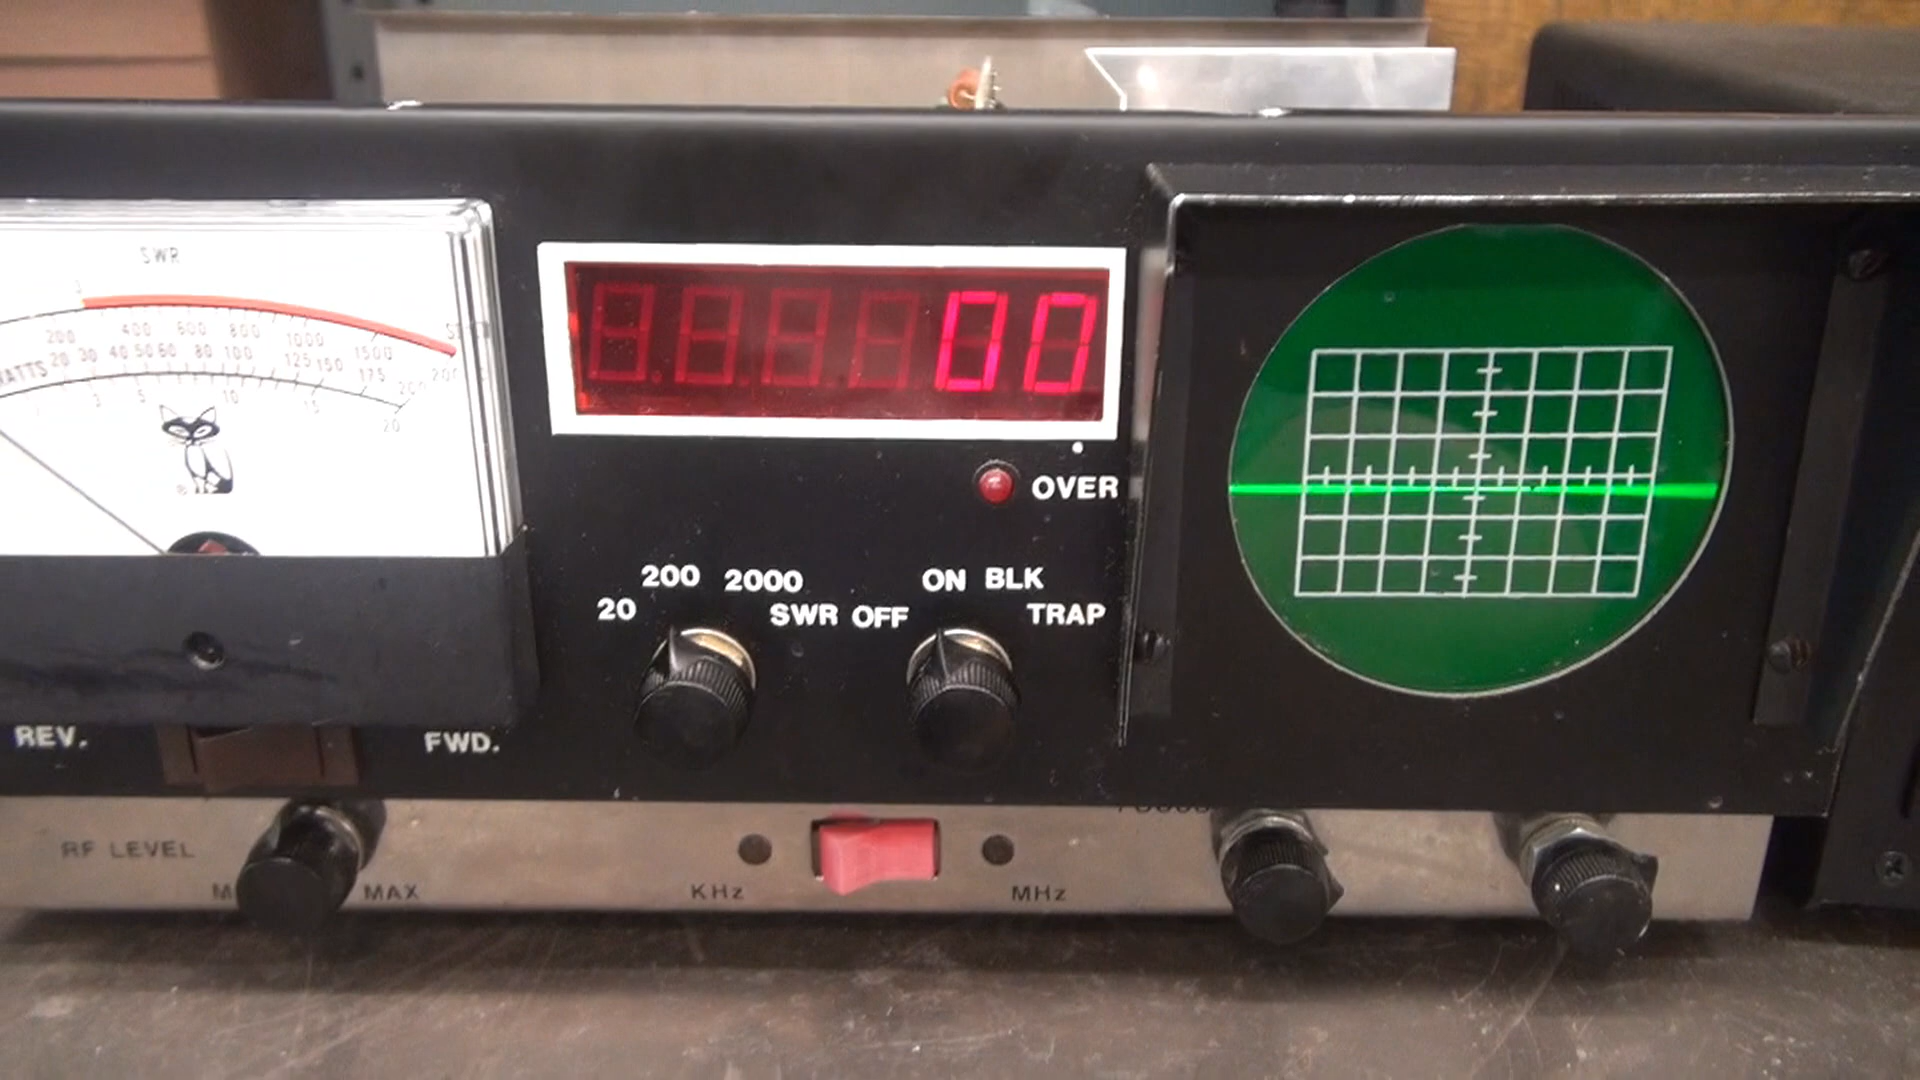 SWR
200 400 600 800 1000 1500
20 30 40 50 60 80 100 125 150 175 200
3 5 10 15 20
00
OVER
20 200 2000 SWR
OFF ON BLK TRAP
REV. FWD.
RF LEVEL
MAX
KHz MHz